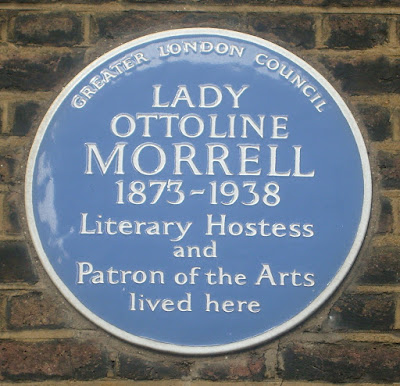 GREATER LONDON COUNCIL
LADY
OTTOLINE
MORRELL
1873-1938
Literary Hostess
and
Patron of the Arts
lived here